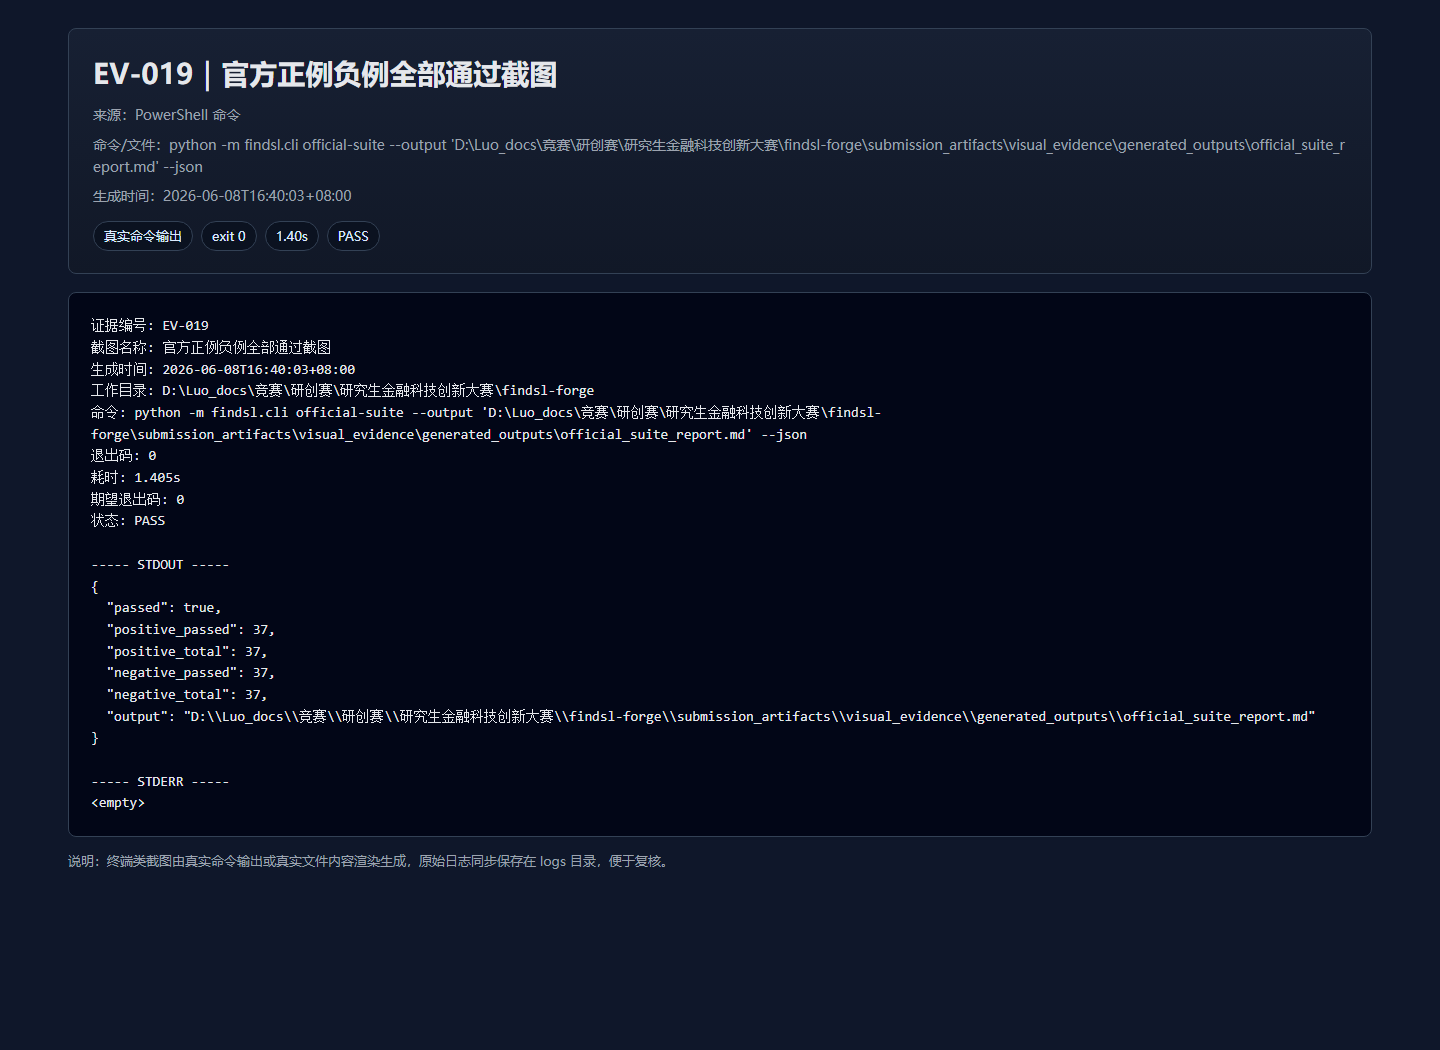 EV-019｜官方正例负例全部通过截图
来源：PowerShell 命令
命令/文件：python -m findsl.cli official-suite --output 'D:\Luo_docs\竞赛\研创赛\研究生金融科技创新大赛\findsl-forge\submission_artifacts\visual_evidence\generated_outputs\official_suite_r
eport.md' --json
生成时间：2026-06-08T16:40:03+08:00
真实命令输出 exit 0 1.40s PASS
证据编号: EV-019
截图名称: 官方正例负例全部通过截图
生成时间: 2026-06-08T16:40:03+08:00
工作目录: D:\Luo_docs\竞赛\研创赛\研究生金融科技创新大赛\findsl-forge
命令: python -m findsl.cli official-suite --output 'D:\Luo_docs\竞赛\研创赛\研究生金融科技创新大赛\findsl-
forge\submission_artifacts\visual_evidence\generated_outputs\official_suite_report.md' --json
退出码: 0
耗时: 1.405s
期望退出码: 0
状态: PASS
----- STDOUT -----
{
  "passed": true,
  "positive_passed": 37,
  "positive_total": 37,
  "negative_passed": 37,
  "negative_total": 37,
  "output": "D:\\Luo_docs\\竞赛\\研创赛\\研究生金融科技创新大赛\\findsl-forge\\submission_artifacts\\visual_evidence\\generated_outputs\\official_suite_report.md"
}
----- STDERR -----
<empty>
说明：终端类截图由真实命令输出或真实文件内容渲染生成，原始日志同步保存在 logs 目录，便于复核。